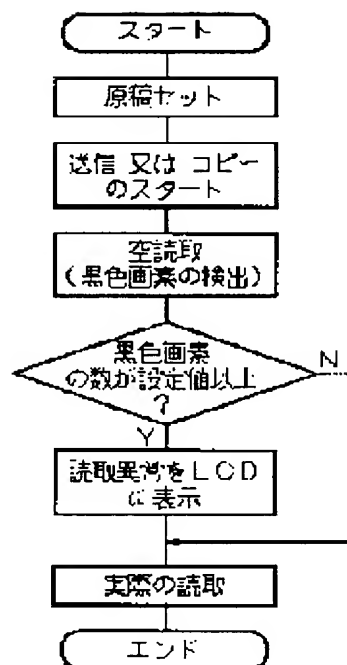 スタート
原稿セット
送信 又は コピー
のスタート
空読取
(黒色画素の検出)
黒色画素
の数が設定値以上
?
N
Y
読取異常をLCD
に表示
実際の読取
エンド